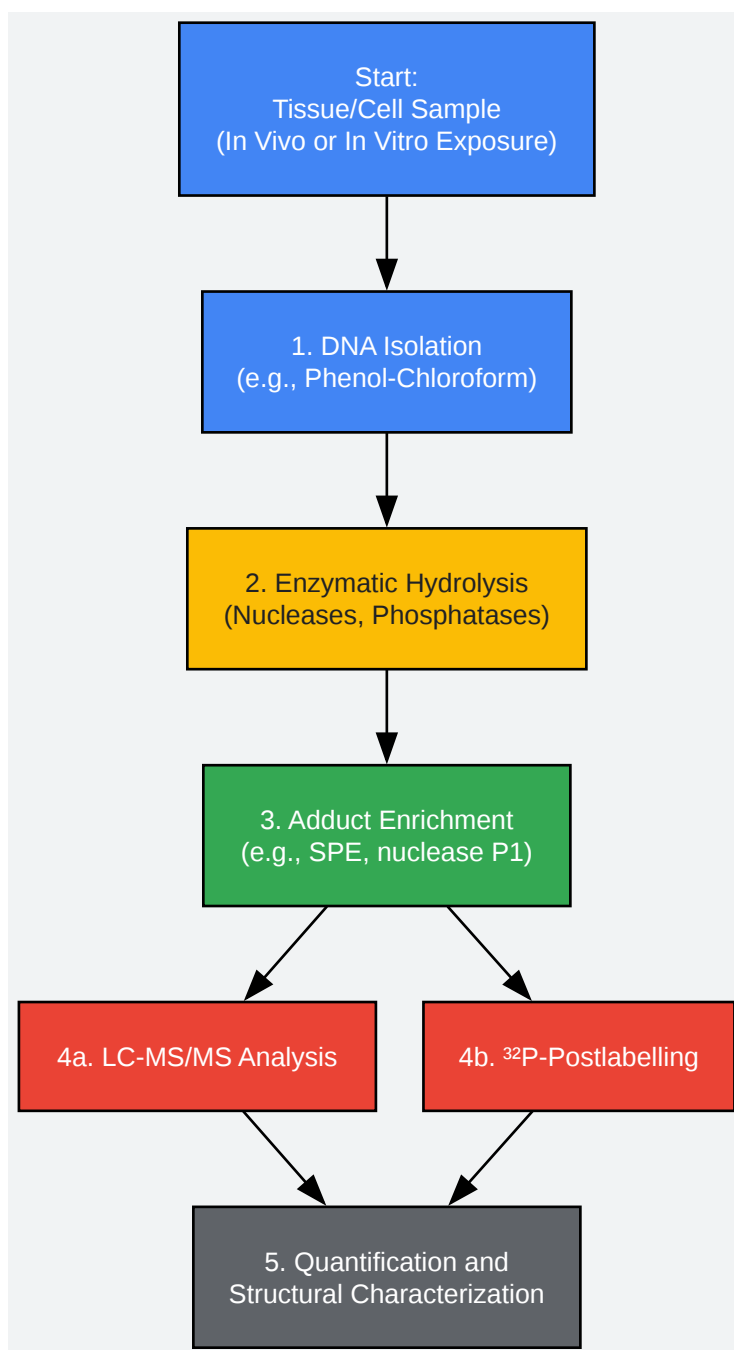 Start:
Tissue/Cell Sample
(In Vivo or In Vitro Exposure)
1. DNA Isolation
(e.g., Phenol-Chloroform)
2. Enzymatic Hydrolysis
(Nucleases, Phosphatases)
3. Adduct Enrichment
(e.g., SPE, nuclease P1)
4a. LC-MS/MS Analysis
4b. ³²P-Postlabelling
5. Quantification and
Structural Characterization